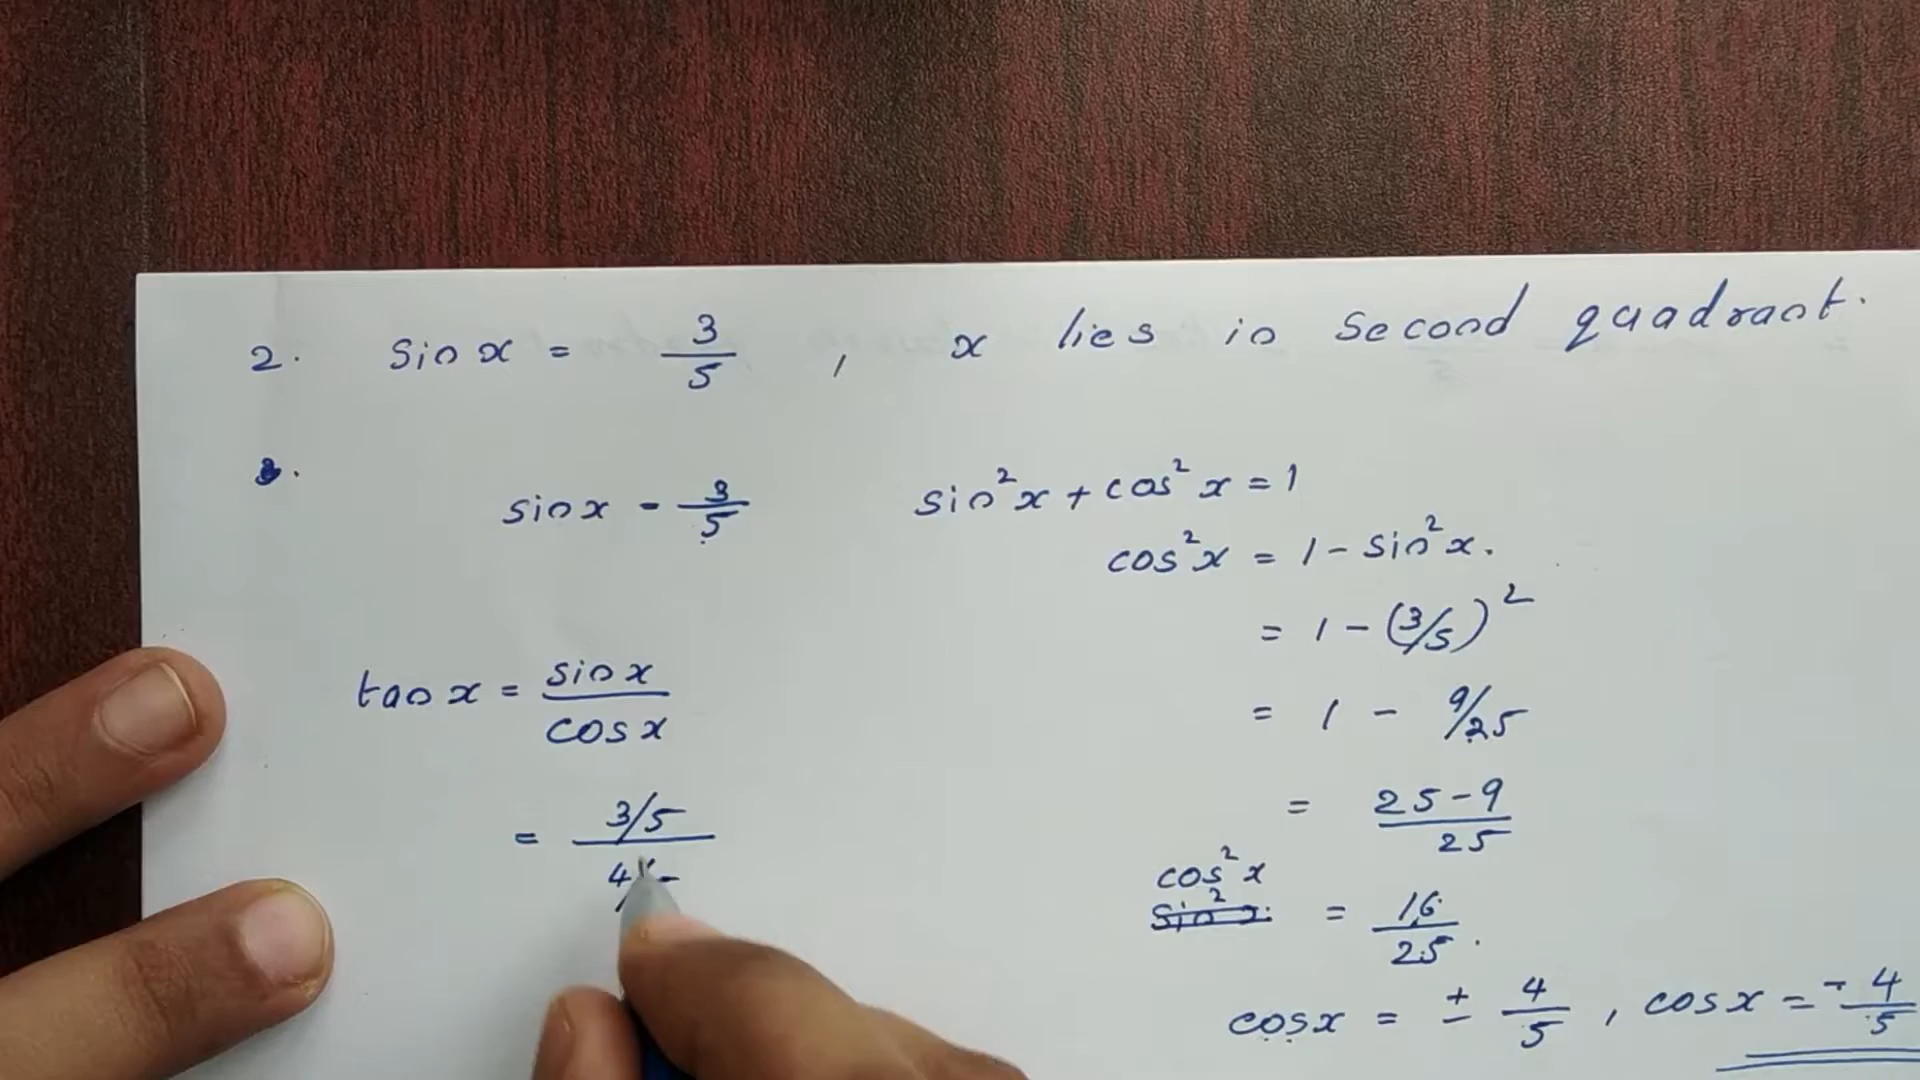 2. sin x = 3/5 , x lies in second quadrant.
sin x - 3/5
tan x = sin x / cos x
= 3/5 / 4/
sin²x + cos²x = 1
cos²x = 1 - sin²x.
= 1 - (3/5)²
= 1 - 9/25
= 25-9 / 25
cos²x
sin²x = 16/25.
cos x = ± 4/5 , cos x = - 4/5